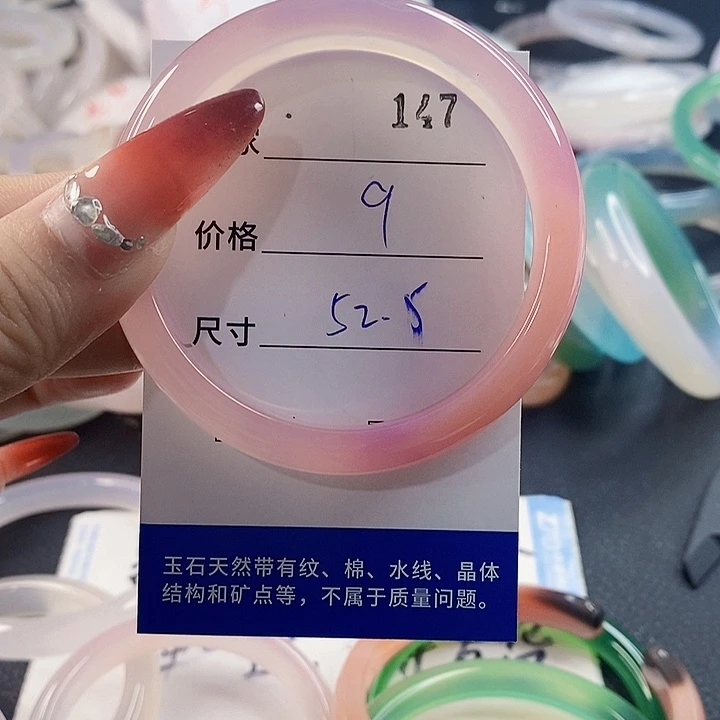 147
价格 9
尺寸 52.5
玉石天然带有纹、棉、水线、晶体
结构和矿点等，不属于质量问题。